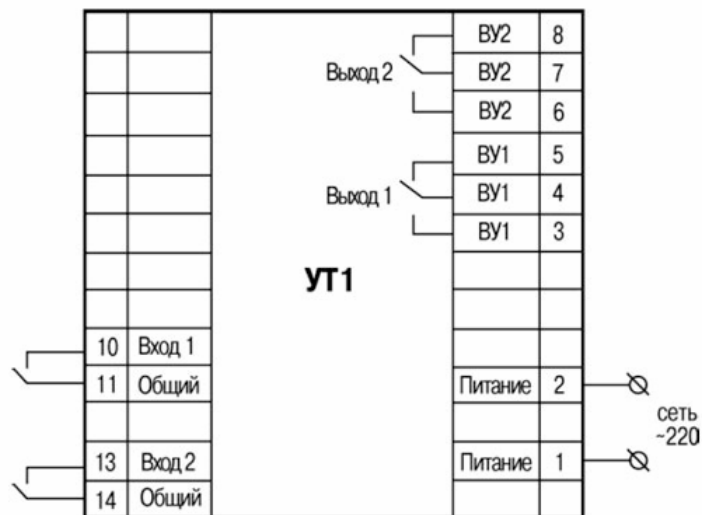 ВУ2 8
Выход 2 ВУ2 7
ВУ2 6
ВУ1 5
Выход 1 ВУ1 4
ВУ1 3
УТ1
10 Вход 1
11 Общий
Питание 2
сеть
~220
13 Вход 2
Питание 1
14 Общий